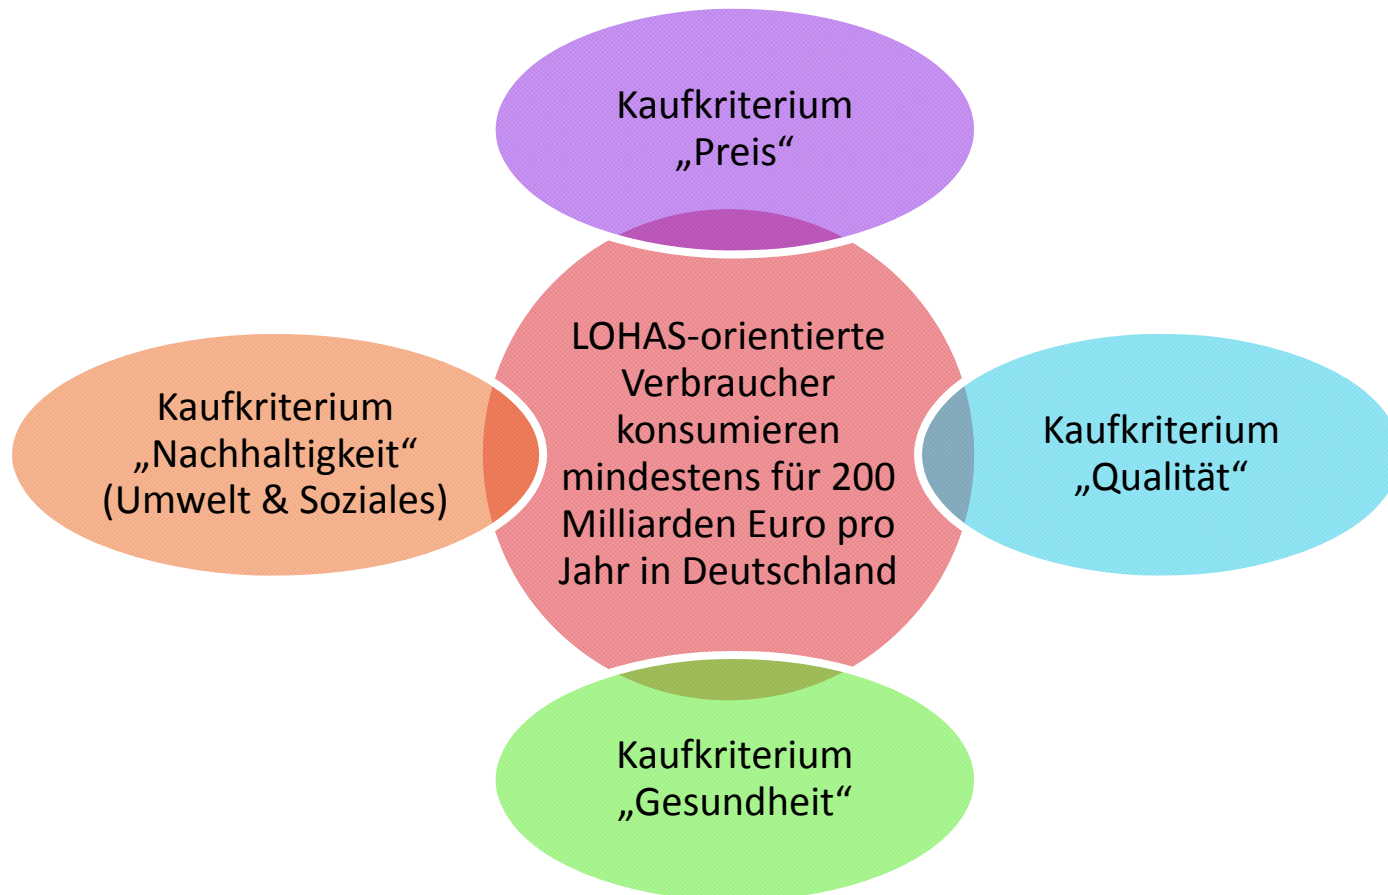 Kaufkriterium
„Preis“
LOHAS-orientierte
Verbraucher
konsumieren
mindestens für 200
Milliarden Euro pro
Jahr in Deutschland
Kaufkriterium
„Nachhaltigkeit“
(Umwelt & Soziales)
Kaufkriterium
„Qualität“
Kaufkriterium
„Gesundheit“